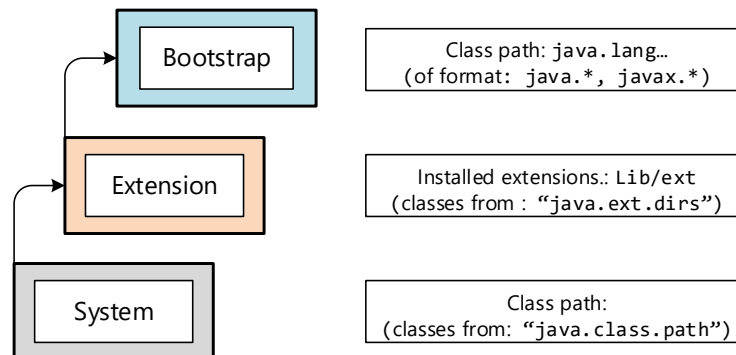 Bootstrap
Class path: java.lang…
(of format: java.*, javax.*)
Extension
Installed extensions.: Lib/ext
(classes from : “java.ext.dirs”)
System
Class path:
(classes from: “java.class.path”)